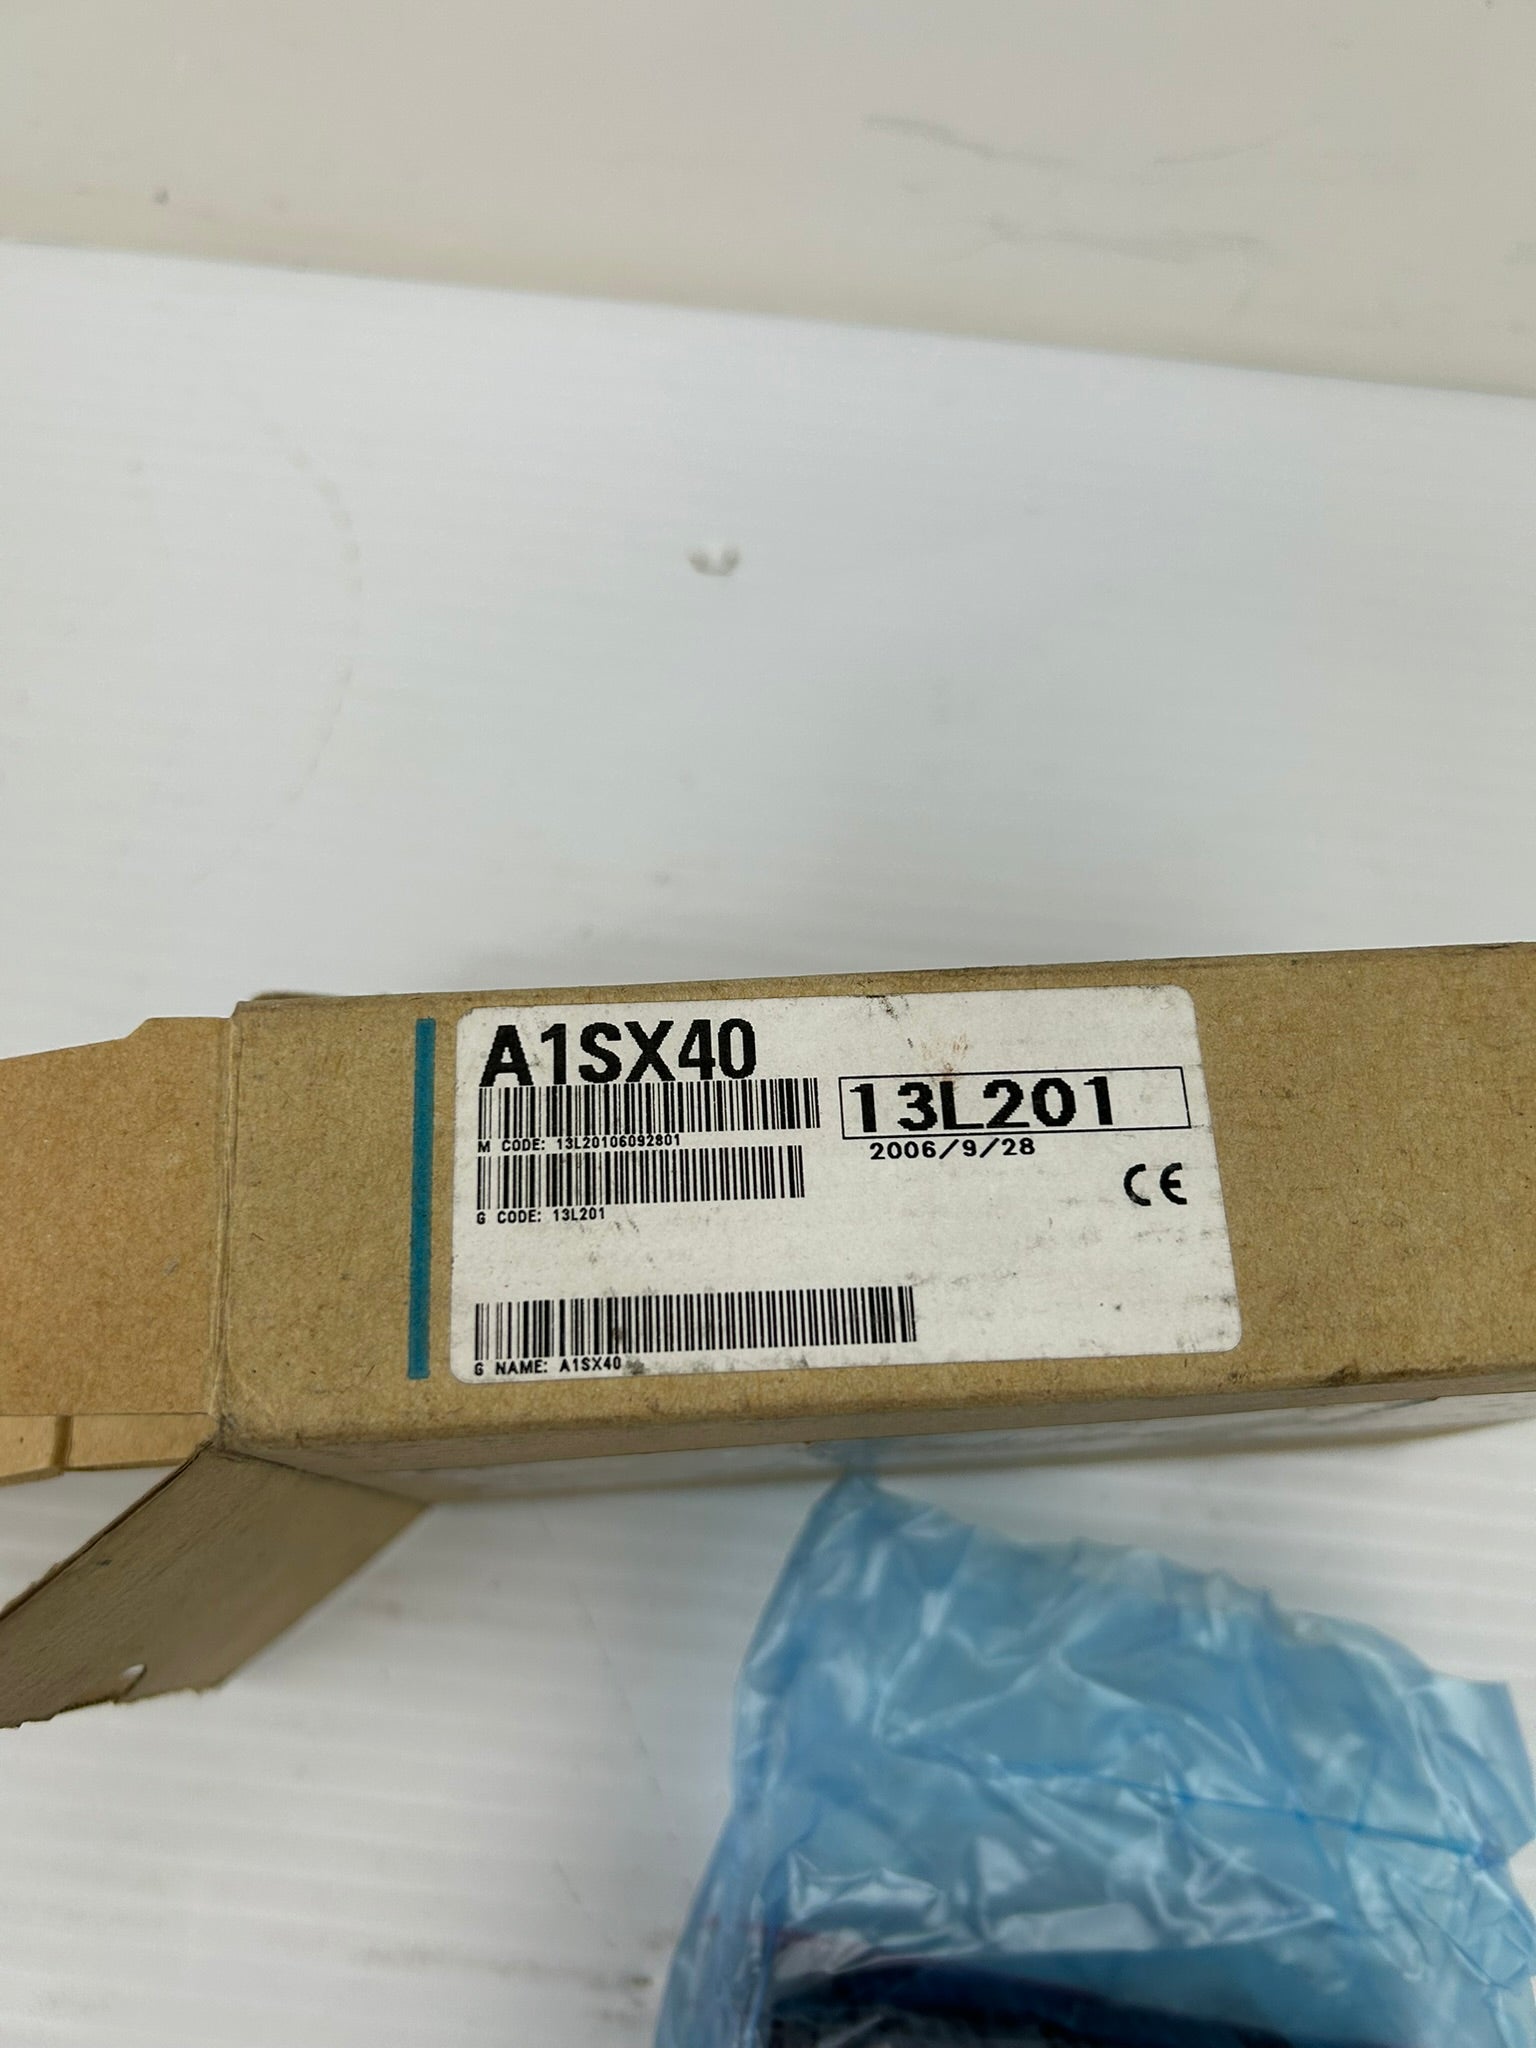 A1SX40
M CODE: 13L20106092801
13L201
2006/9/28
CE
G CODE: 13L201
G NAME: A1SX40